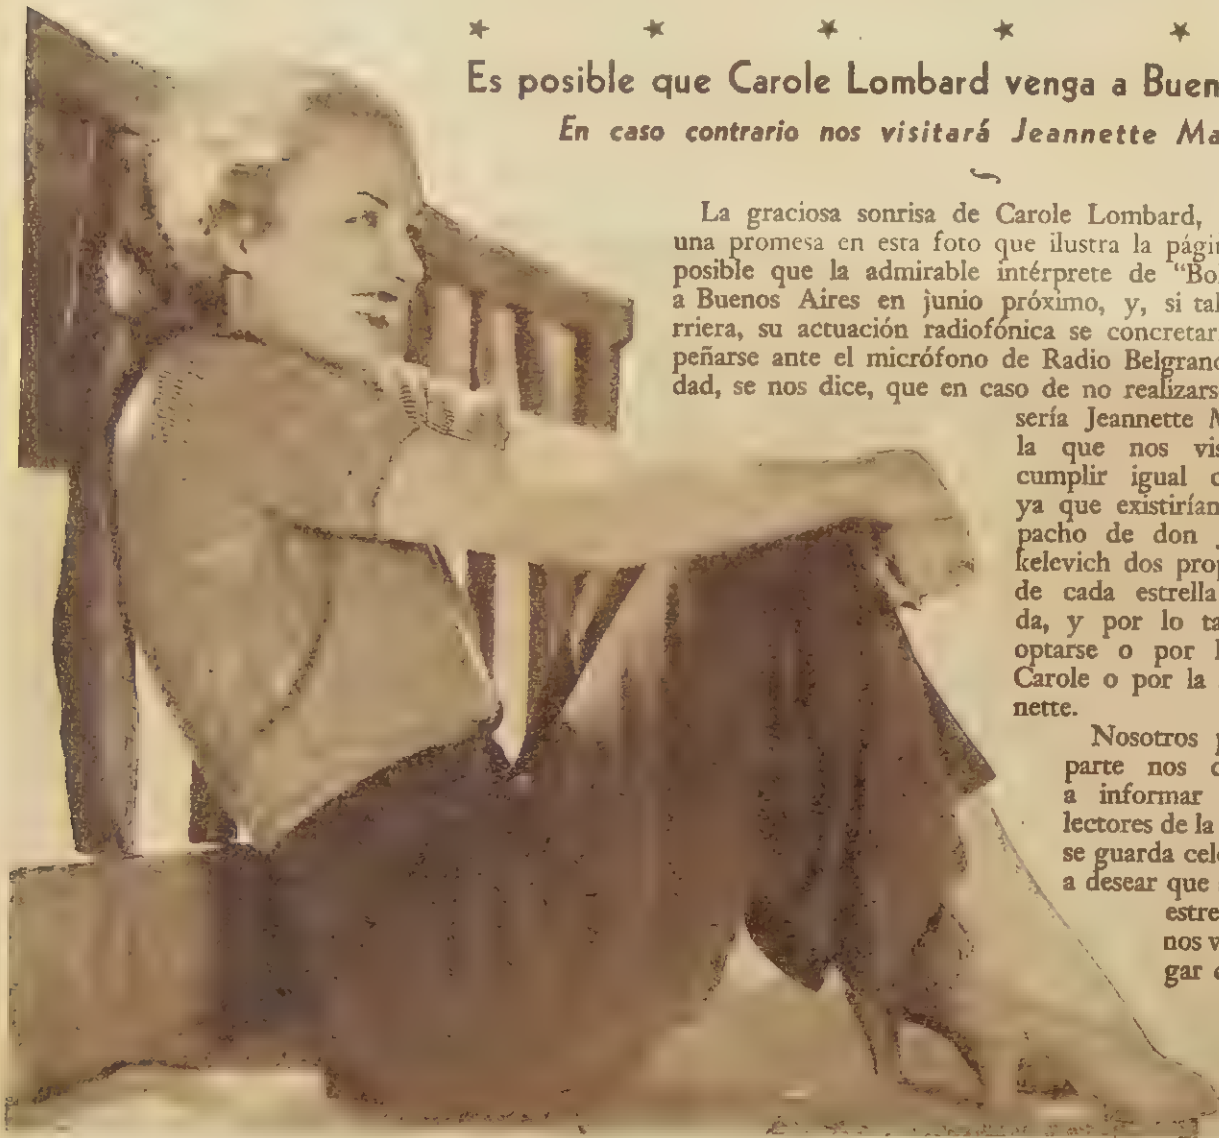 Es posible que Carole Lombard venga a Buen
En caso contrario nos visitará Jeannette Ma
La graciosa sonrisa de Carole Lombard,
una promesa en esta foto que ilustra la págin
posible que la admirable intérprete de “Bo
a Buenos Aires en junio próximo, y, si tal
rriera, su actuación radiofónica se concretar
peñarse ante el micrófono de Radio Belgrano
dad, se nos dice, que en caso de no realizars
sería Jeannette M
la que nos vis
cumplir igual c
ya que existirían
pacho de don J
kelevich dos prop
de cada estrella
da, y por lo ta
optarse o por l
Carole o por la
nette.
Nosotros p
parte nos c
a informar
lectores de la
se guarda cel
a desear que
estre
nos v
gar